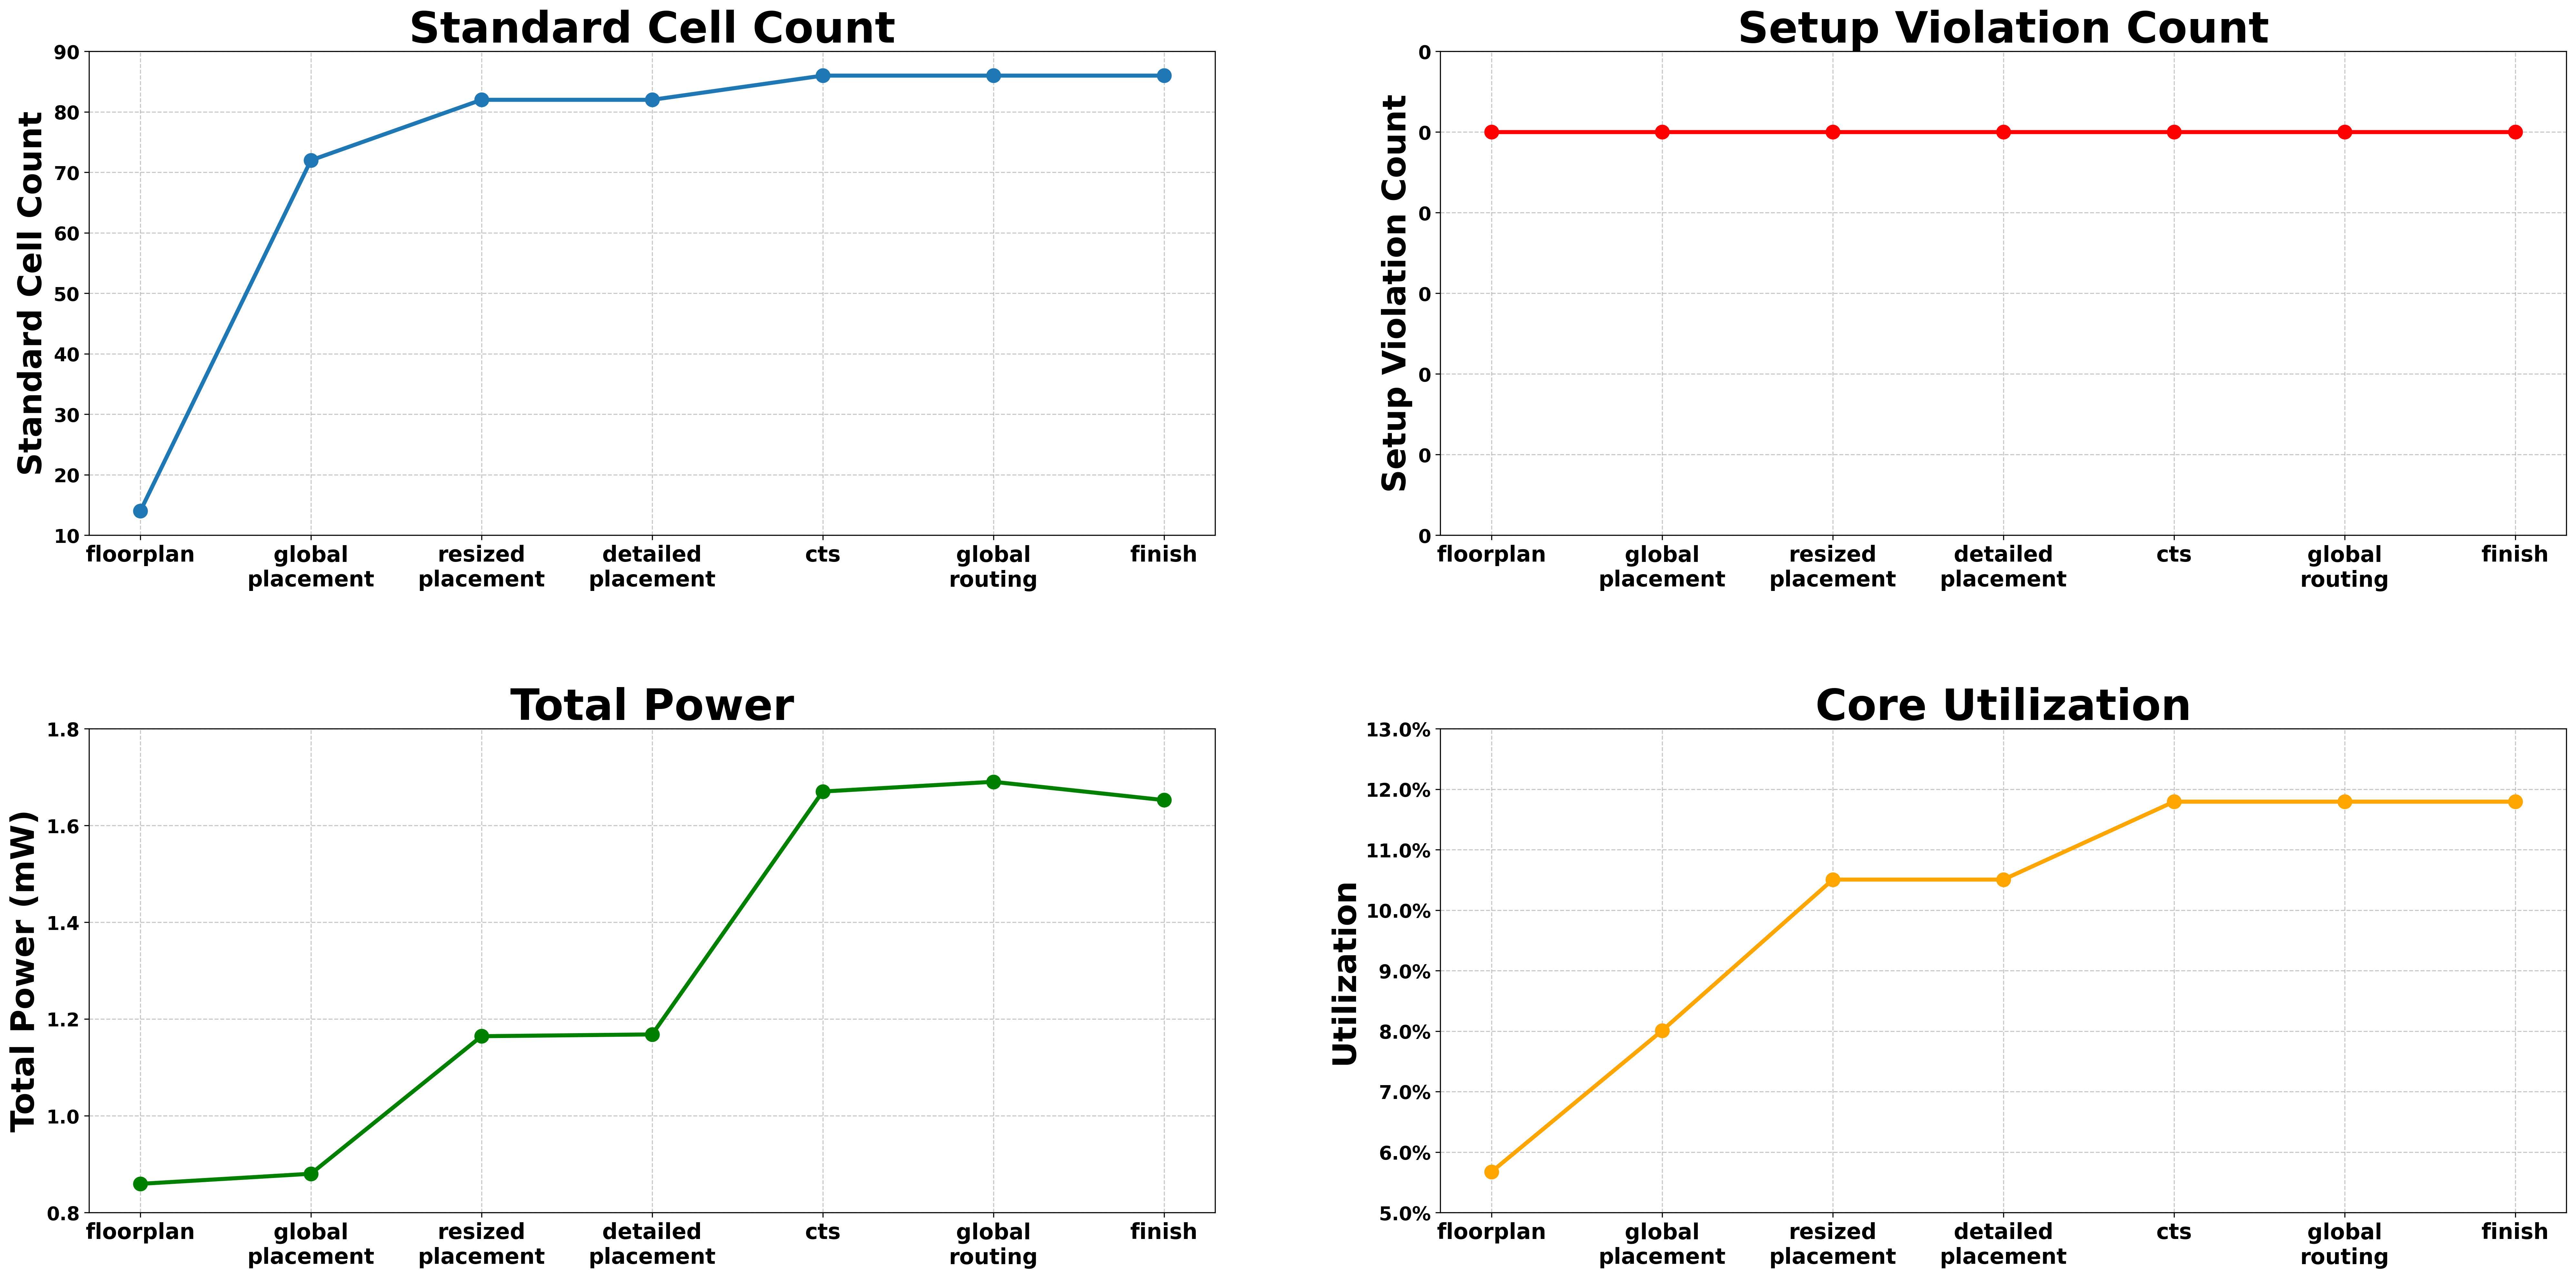 Standard Cell Count
Standard Cell Count
90
80
70
60
50
40
30
20
10
floorplan
global
placement
resized
placement
detailed
placement
cts
global
routing
finish
Setup Violation Count
Setup Violation Count
0
0
0
0
0
0
0
floorplan
global
placement
resized
placement
detailed
placement
cts
global
routing
finish
Total Power
Total Power (mW)
1.8
1.6
1.4
1.2
1.0
0.8
floorplan
global
placement
resized
placement
detailed
placement
cts
global
routing
finish
Core Utilization
Utilization
13.0%
12.0%
11.0%
10.0%
9.0%
8.0%
7.0%
6.0%
5.0%
floorplan
global
placement
resized
placement
detailed
placement
cts
global
routing
finish